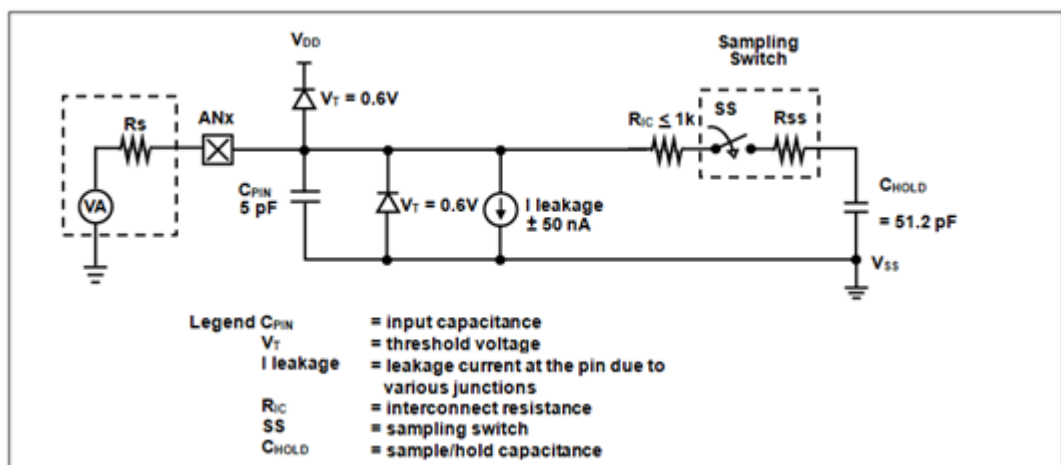 VDD
Sampling
Switch
VT = 0.6V
Rs
ANx
RIC ≤ 1k
SS
Rss
CPIN
5 pF
VA
VT = 0.6V
I leakage
± 50 nA
CHOLD
= 51.2 pF
VSS
Legend CPIN = input capacitance
VT = threshold voltage
I leakage = leakage current at the pin due to
various junctions
RIC = interconnect resistance
SS = sampling switch
CHOLD = sample/hold capacitance